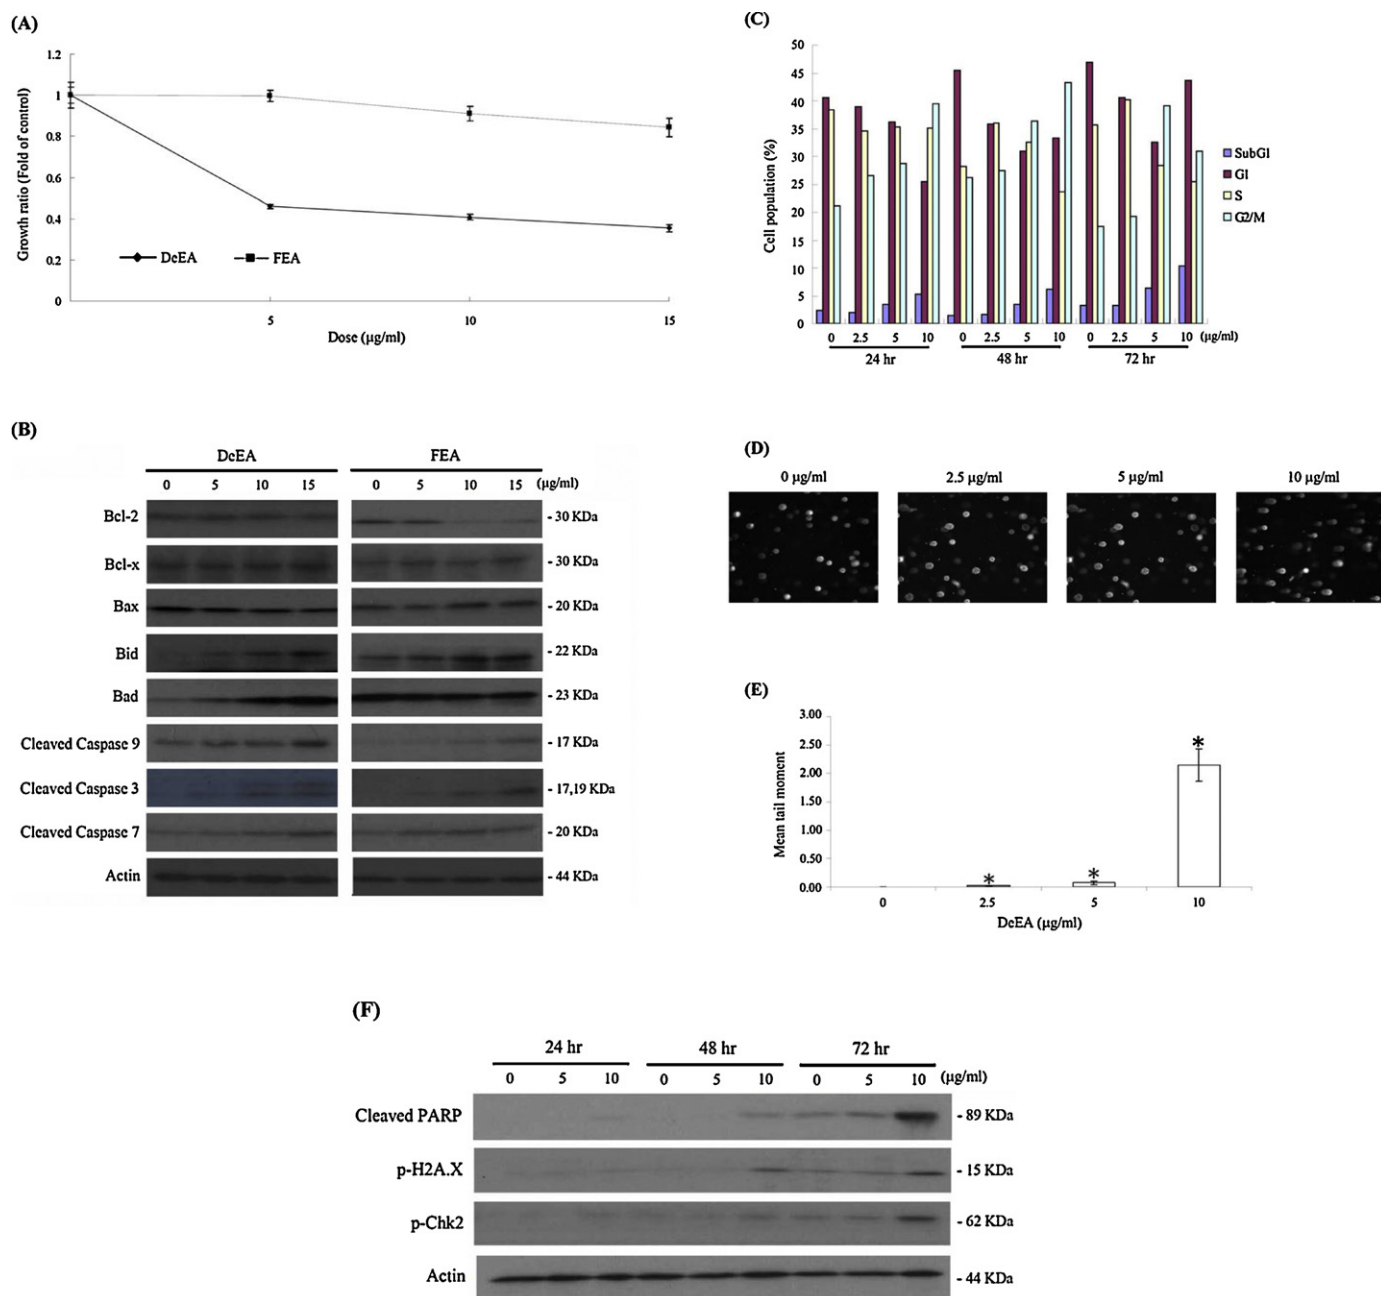 (A)
1.2
1
0.8
0.6
0.4
0.2
0
Growth ratio (Fold of control)
DcEA FEA
5 10 15
Dose (µg/ml)
(C)
50
45
40
35
30
25
20
15
10
5
0
Cell population (%)
SubG1
G1
S
G2/M
0 2.5 5 10 0 2.5 5 10 0 2.5 5 10 (µg/ml)
24 hr 48 hr 72 hr
(B)
DcEA FEA
0 5 10 15 0 5 10 15 (µg/ml)
Bcl-2 - 30 KDa
Bcl-x - 30 KDa
Bax - 20 KDa
Bid - 22 KDa
Bad - 23 KDa
Cleaved Caspase 9 - 17 KDa
Cleaved Caspase 3 - 17,19 KDa
Cleaved Caspase 7 - 20 KDa
Actin - 44 KDa
(D)
0 µg/ml 2.5 µg/ml 5 µg/ml 10 µg/ml
(E)
3.00
2.50
2.00
1.50
1.00
0.50
0.00
Mean tail moment
* * *
0 2.5 5 10
DcEA (µg/ml)
(F)
24 hr 48 hr 72 hr
0 5 10 0 5 10 0 5 10 (µg/ml)
Cleaved PARP - 89 KDa
p-H2A.X - 15 KDa
p-Chk2 - 62 KDa
Actin - 44 KDa